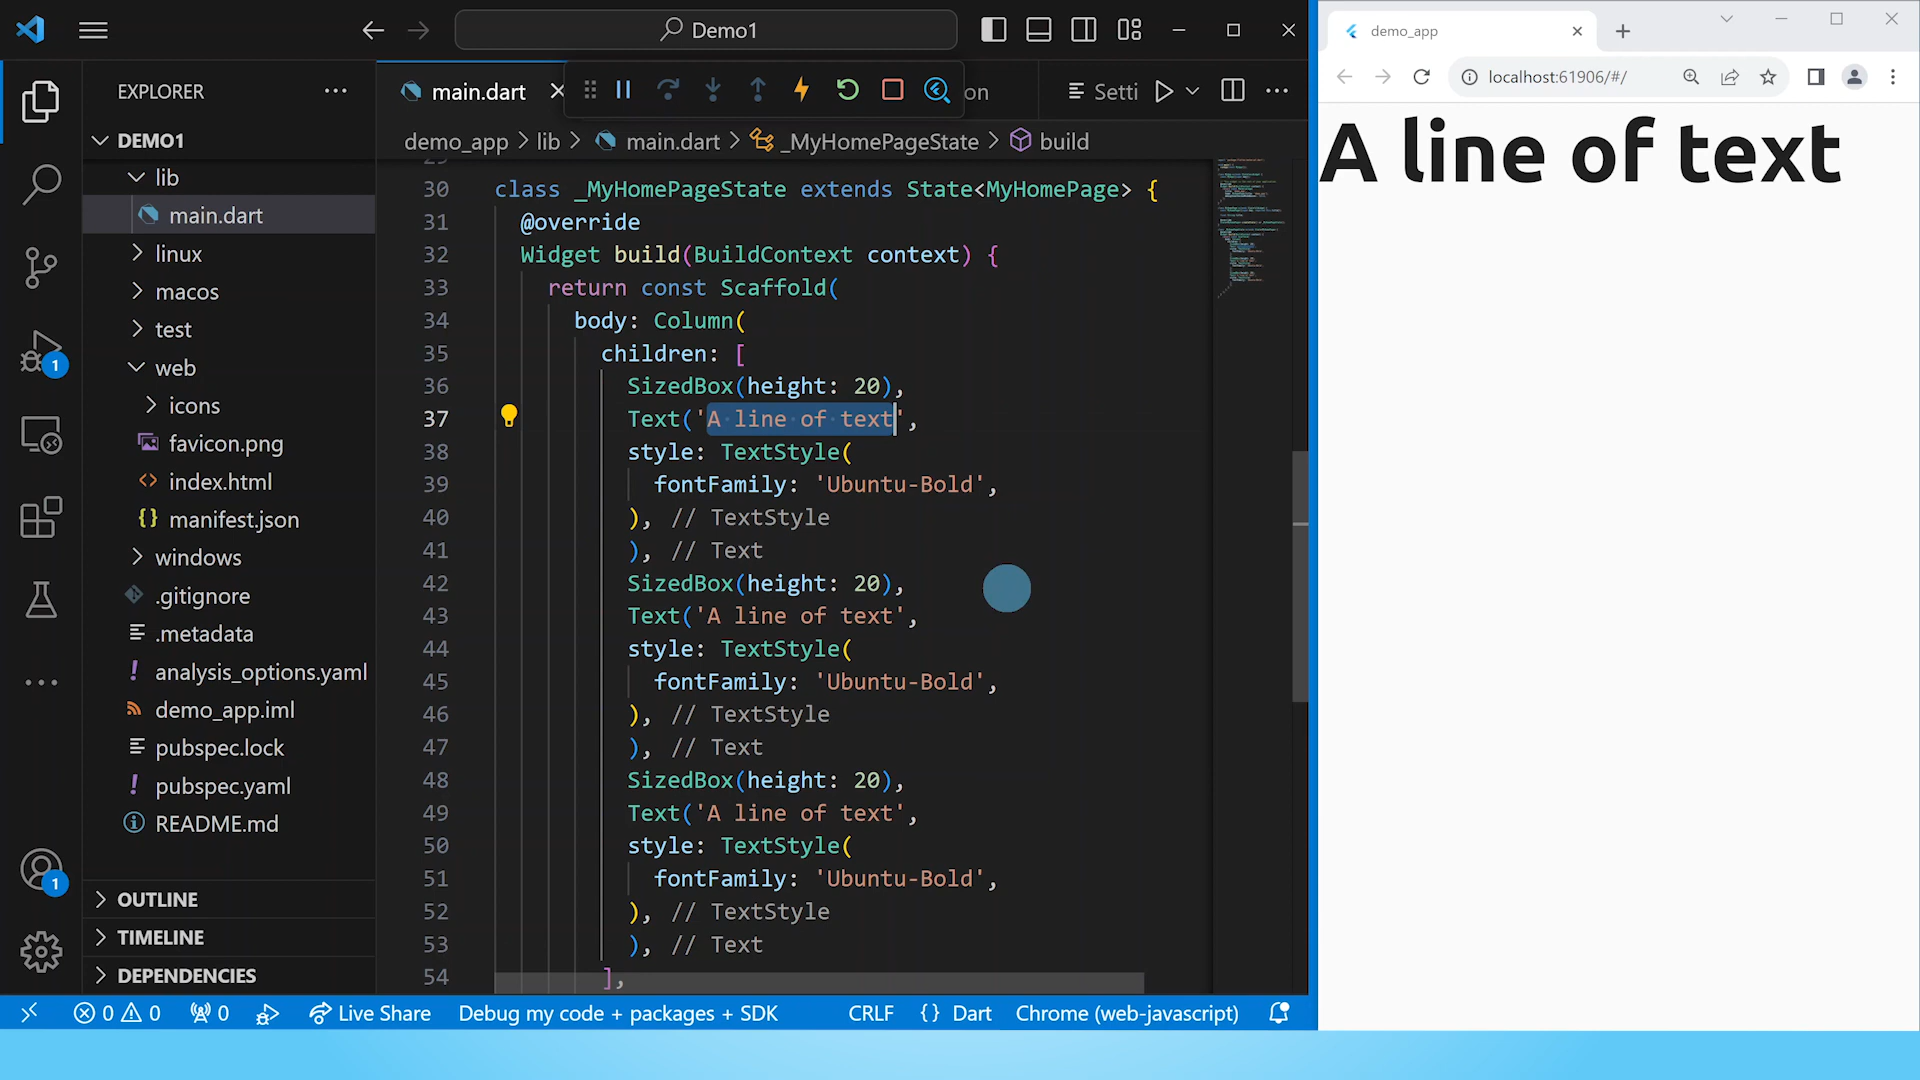 Demo1
EXPLORER
DEMO1
lib
main.dart
linux
macos
test
web
icons
favicon.png
index.html
manifest.json
windows
.gitignore
.metadata
analysis_options.yaml
demo_app.iml
pubspec.lock
pubspec.yaml
README.md
OUTLINE
TIMELINE
DEPENDENCIES
1
1
main.dart
on
Setti
demo_app > lib > main.dart > _MyHomePageState > build
30 class _MyHomePageState extends State<MyHomePage> {
31 @override
32 Widget build(BuildContext context) {
33 return const Scaffold(
34 body: Column(
35 children: [
36 SizedBox(height: 20),
37 Text('A line of text',
38 style: TextStyle(
39 fontFamily: 'Ubuntu-Bold',
40 ), // TextStyle
41 ), // Text
42 SizedBox(height: 20),
43 Text('A line of text',
44 style: TextStyle(
45 fontFamily: 'Ubuntu-Bold',
46 ), // TextStyle
47 ), // Text
48 SizedBox(height: 20),
49 Text('A line of text',
50 style: TextStyle(
51 fontFamily: 'Ubuntu-Bold',
52 ), // TextStyle
53 ), // Text
54 ],
0 0 0 Live Share Debug my code + packages + SDK CRLF {} Dart Chrome (web-javascript)
demo_app
localhost:61906/#/
A line of text